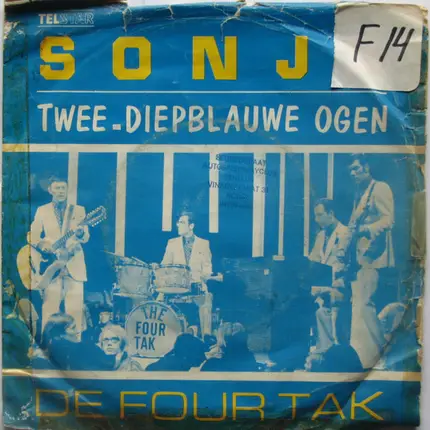 TELSTAR
SONJ
F14
TWEE-DIEPBLAUWE OGEN
THE
FOUR
TAK
DE FOUR TAK